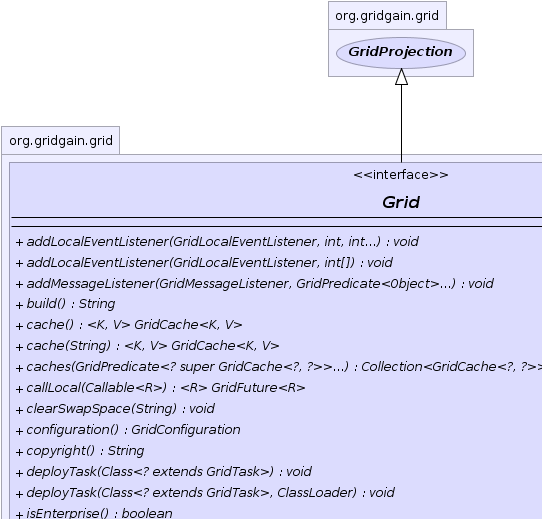 org.gridgain.grid
GridProjection
org.gridgain.grid
<<interface>>
Grid
+ addLocalEventListener(GridLocalEventListener, int, int...) : void
+ addLocalEventListener(GridLocalEventListener, int[]) : void
+ addMessageListener(GridMessageListener, GridPredicate<Object>...) : void
+ build() : String
+ cache() : <K, V> GridCache<K, V>
+ cache(String) : <K, V> GridCache<K, V>
+ caches(GridPredicate<? super GridCache<?, ?>>...) : Collection<GridCache<?, ?>
+ callLocal(Callable<R>) : <R> GridFuture<R>
+ clearSwapSpace(String) : void
+ configuration() : GridConfiguration
+ copyright() : String
+ deployTask(Class<? extends GridTask>) : void
+ deployTask(Class<? extends GridTask>, ClassLoader) : void
+ isEnterprise() : boolean